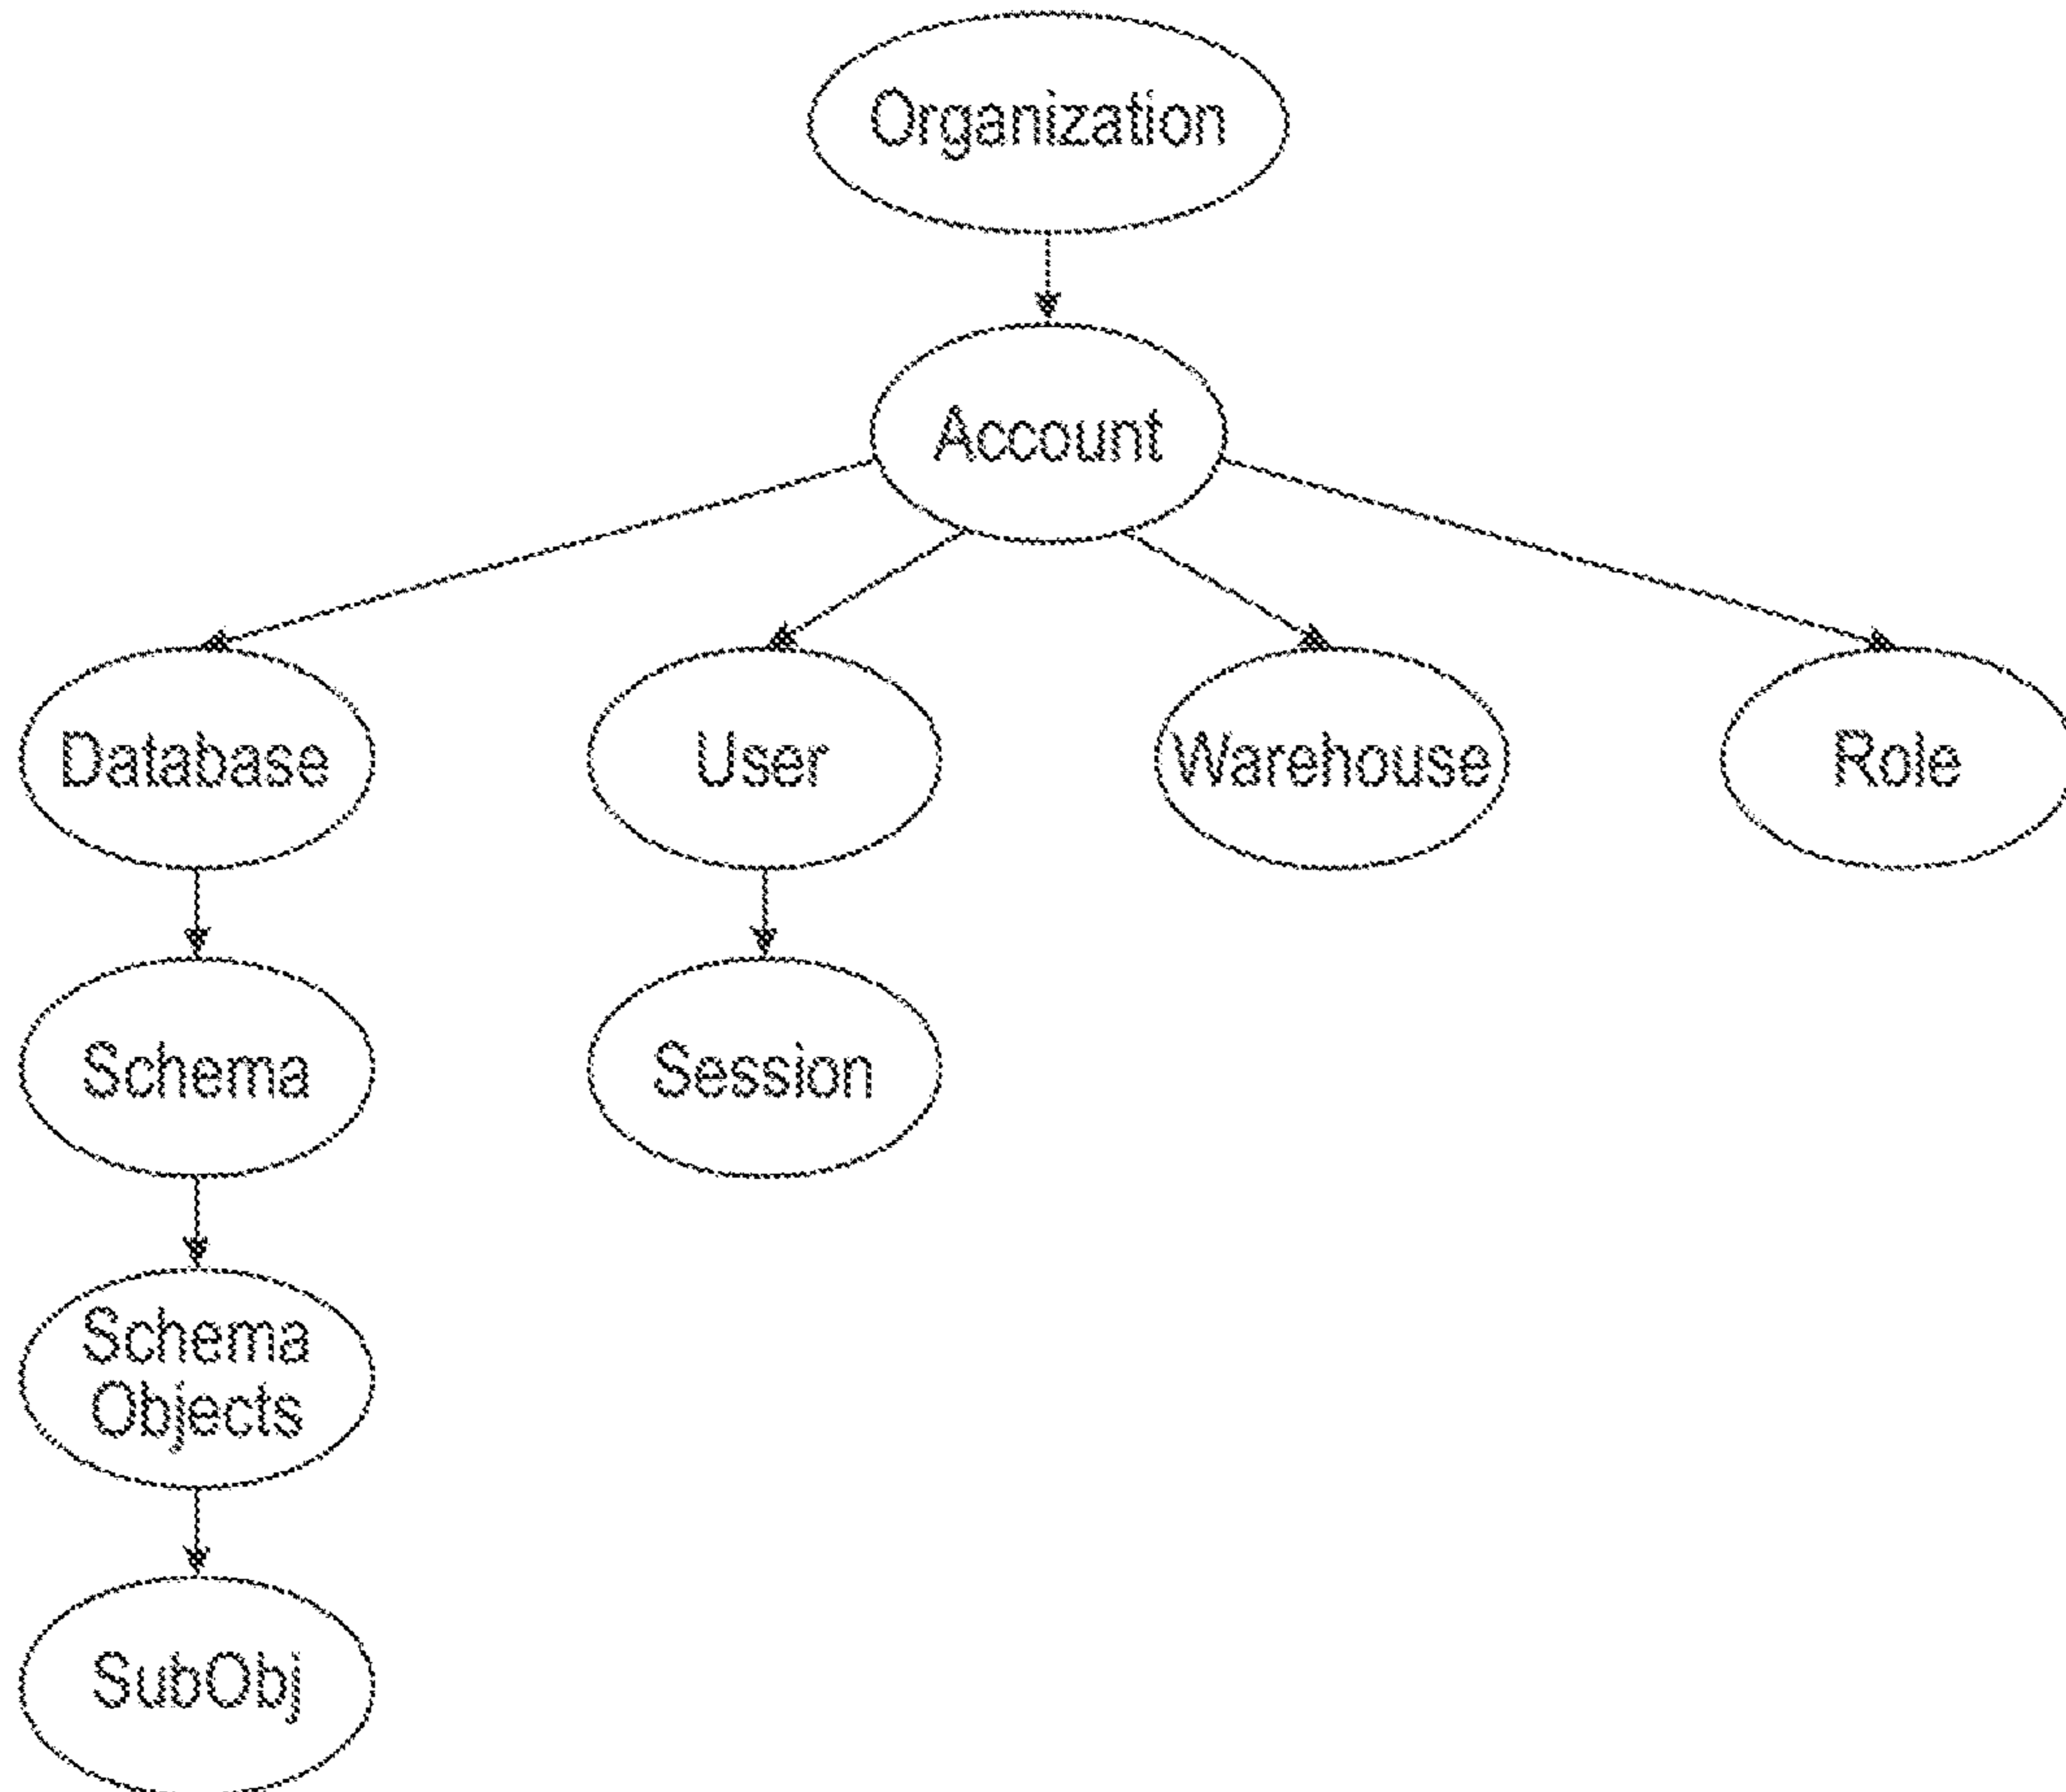 Organization
Account
Database
User
Warehouse
Role
Schema
Session
Schema
Objects
SubObj